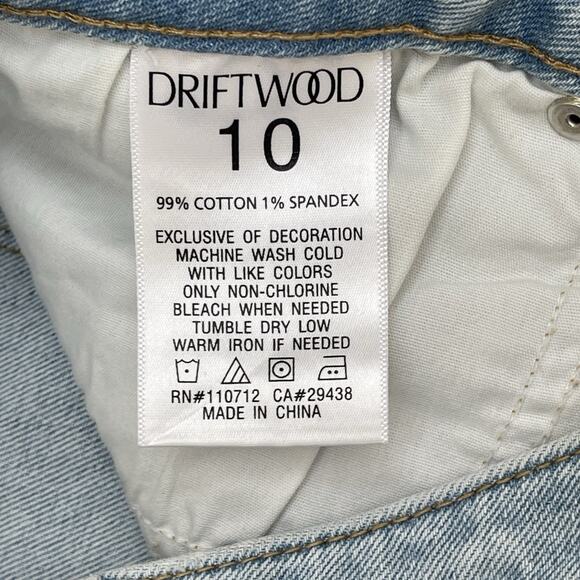 DRIFTWOOD
10
99% COTTON 1% SPANDEX
EXCLUSIVE OF DECORATION
MACHINE WASH COLD
WITH LIKE COLORS
ONLY NON-CHLORINE
BLEACH WHEN NEEDED
TUMBLE DRY LOW
WARM IRON IF NEEDED
RN#110712 CA#29438
MADE IN CHINA